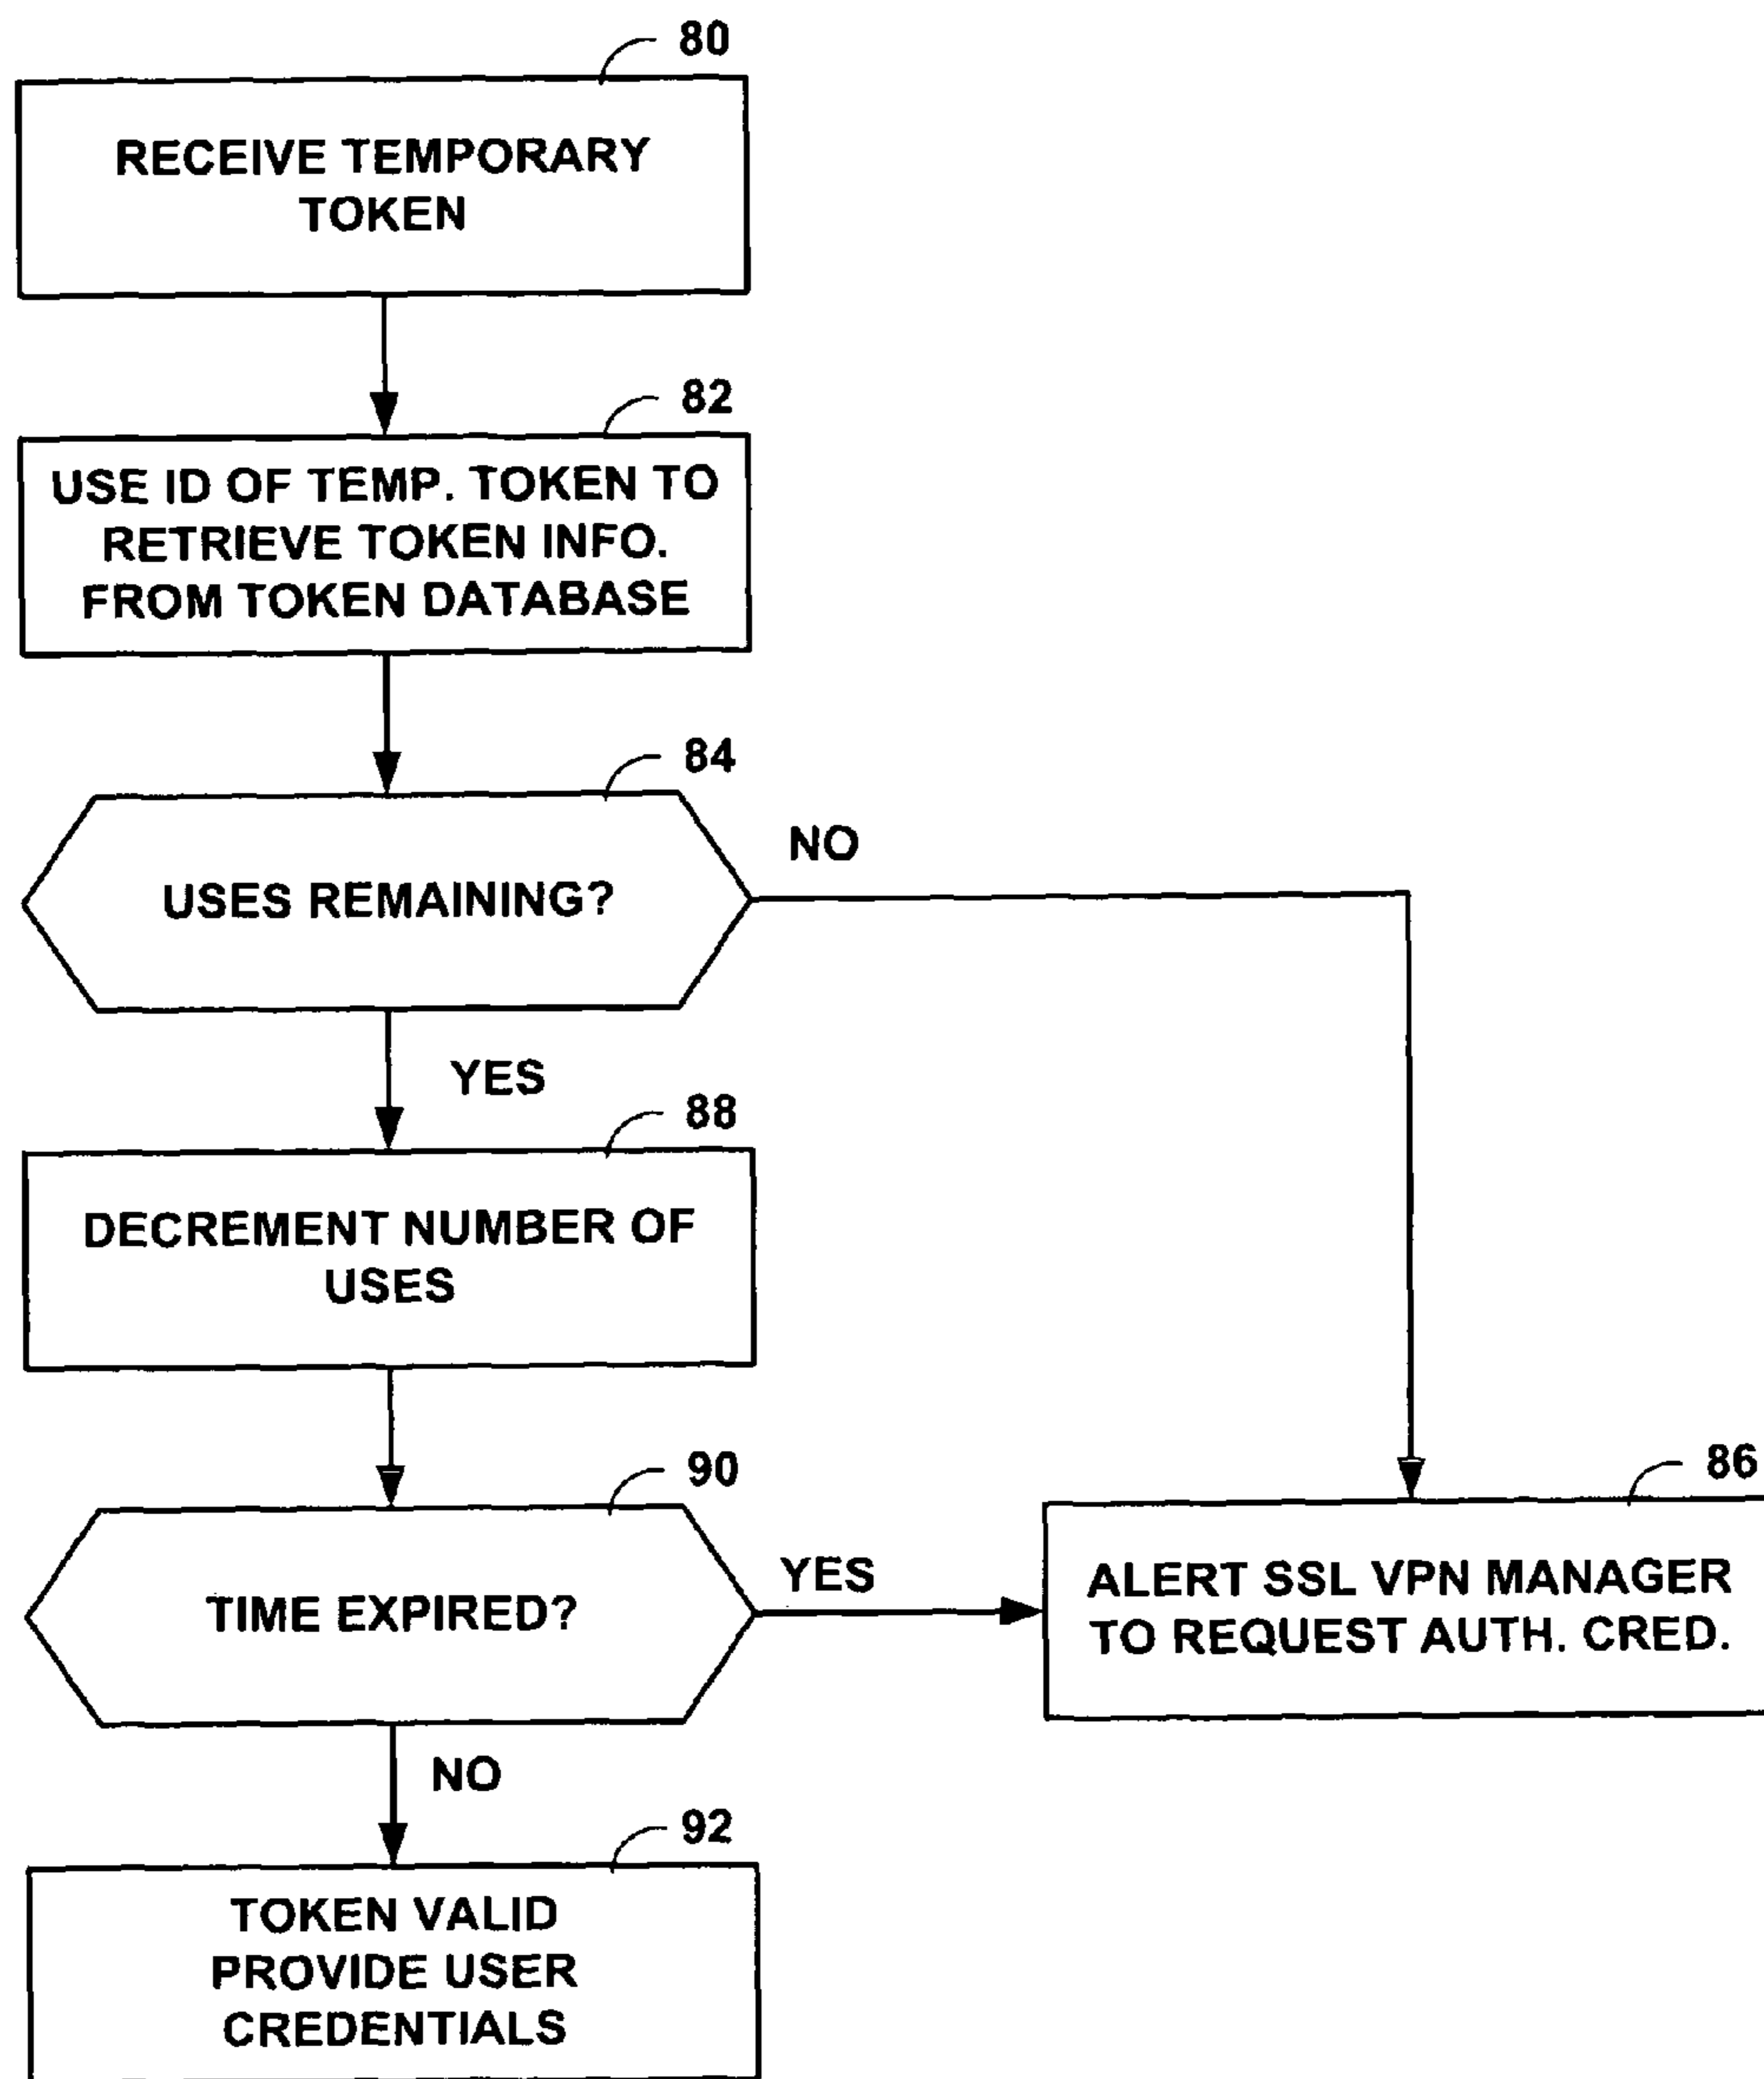 80
RECEIVE TEMPORARY
TOKEN
82
USE ID OF TEMP. TOKEN TO
RETRIEVE TOKEN INFO.
FROM TOKEN DATABASE
84
USES REMAINING?
NO
YES
88
DECREMENT NUMBER OF
USES
90
TIME EXPIRED?
YES
86
ALERT SSL VPN MANAGER
TO REQUEST AUTH. CRED.
NO
92
TOKEN VALID
PROVIDE USER
CREDENTIALS